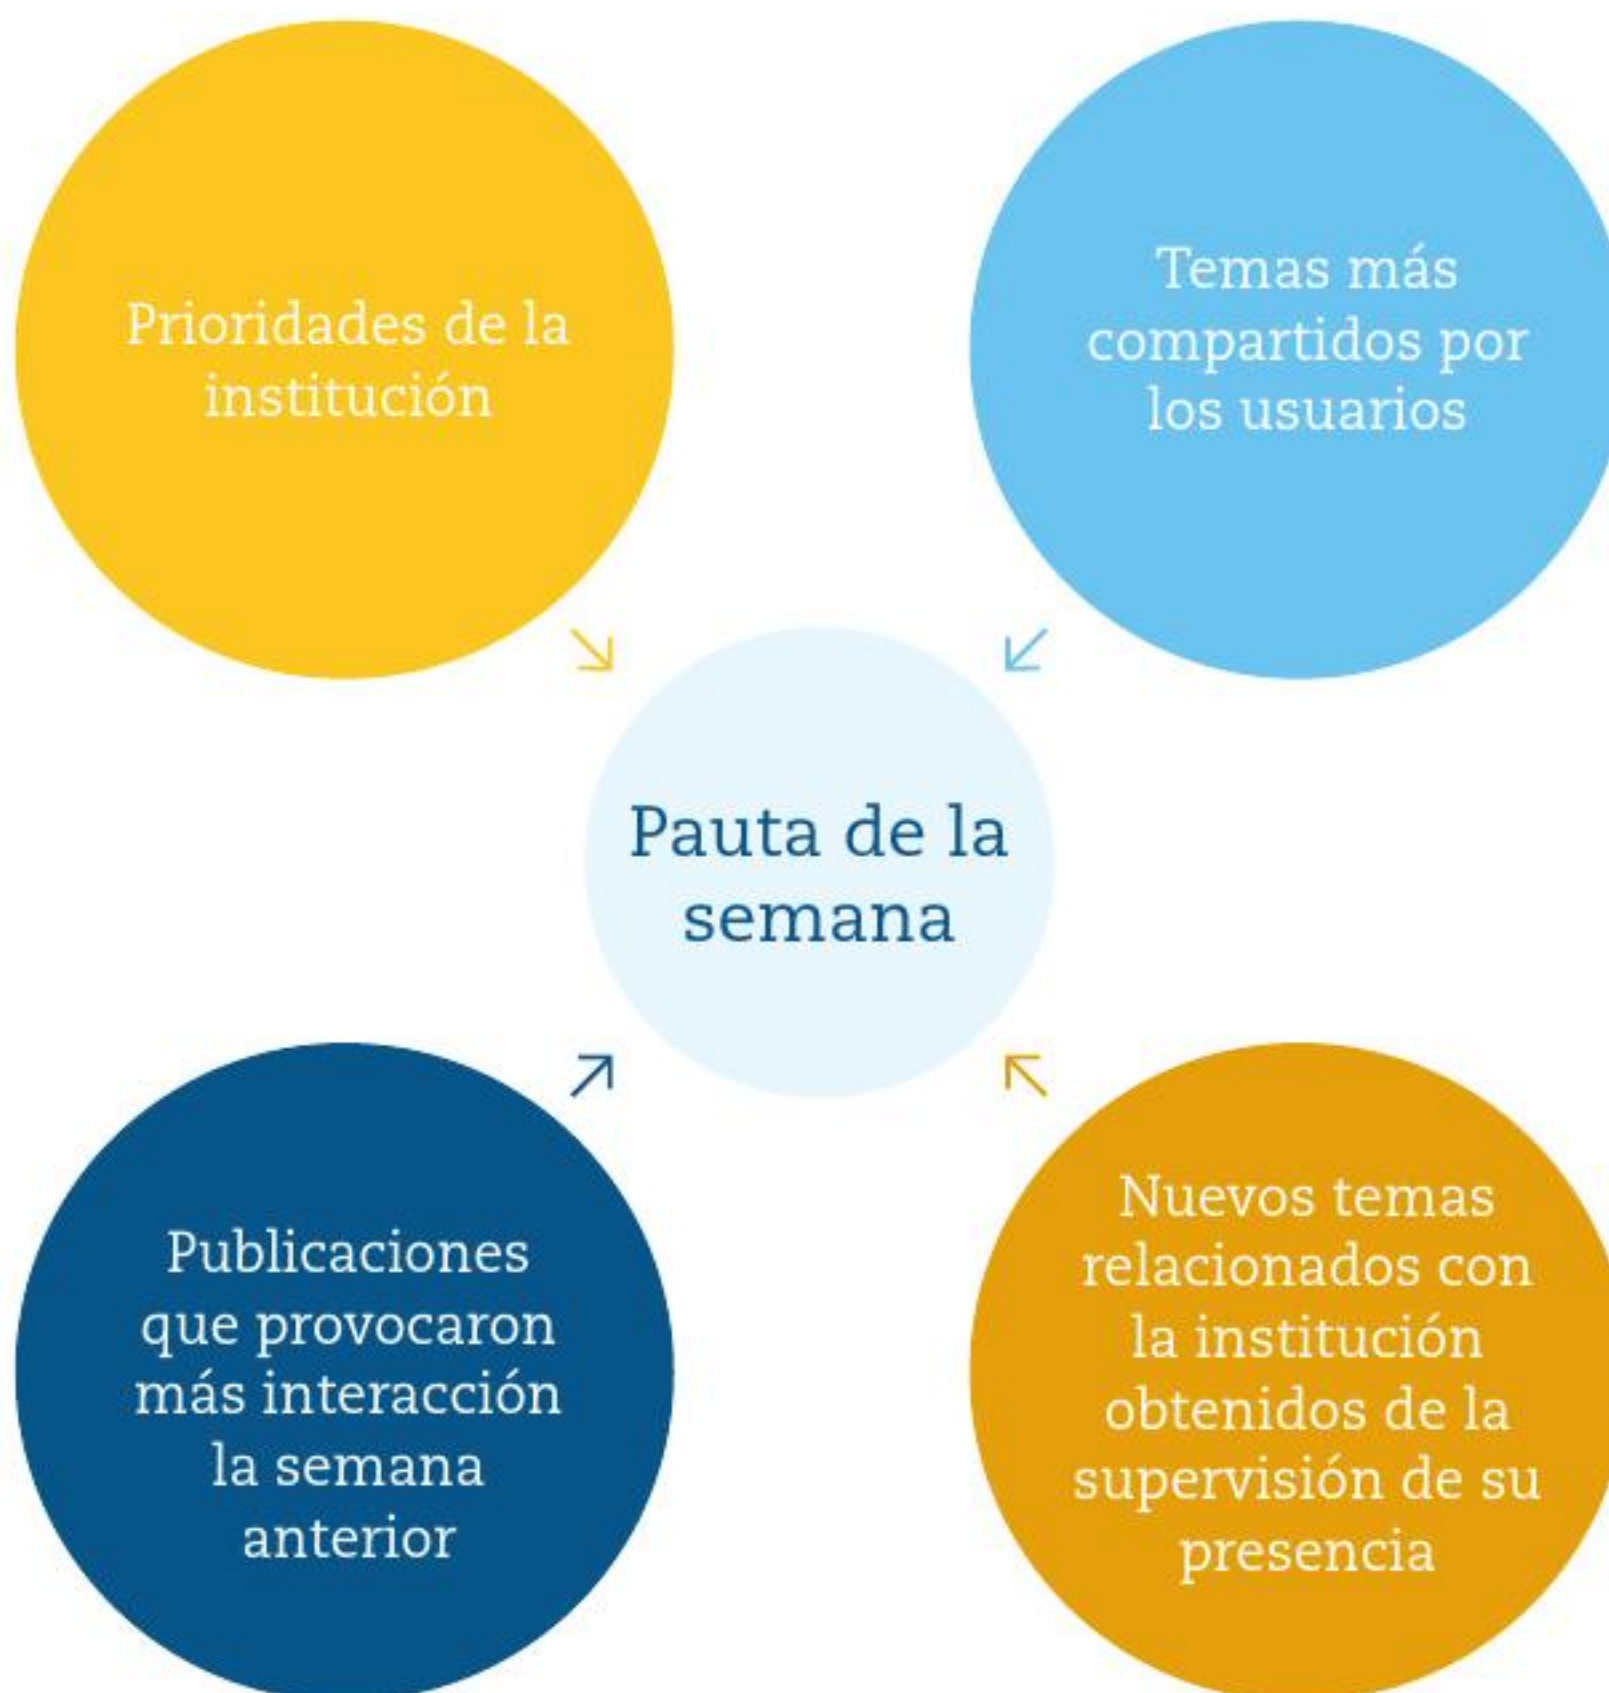 Prioridades de la
institución
Temas más
compartidos por
los usuarios
Pauta de la
semana
Publicaciones
que provocaron
más interacción
la semana
anterior
Nuevos temas
relacionados con
la institución
obtenidos de la
supervisión de su
presencia